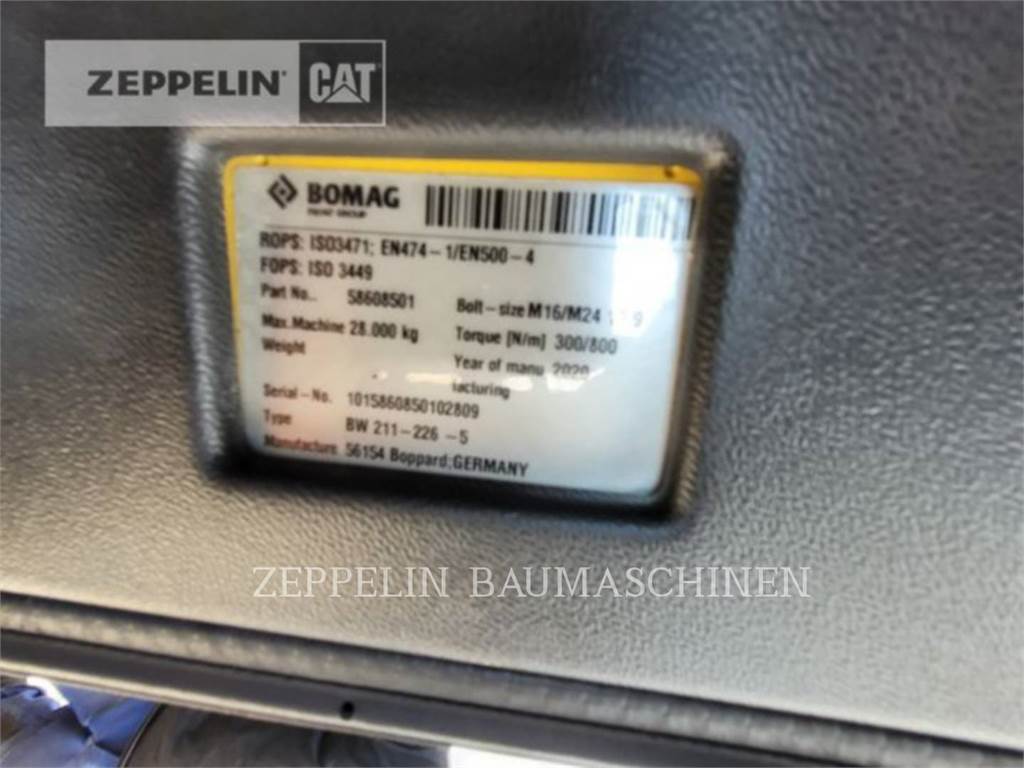 ZEPPELIN CAT
BOMAG
FAYAT GROUP
ROPS: ISO3471; EN474-1/EN500-4
FOPS: ISO 3449
Part No.. 58608501 Bolt-size M16/M24
Max.Machine 28.000 kg Torque [N/m] 300/800
Weight Year of manu 2020
facturing
Serial-No. 1015860850102809
Type BW 211-226 -5
Manufacture 56154 Boppard;GERMANY
ZEPPELIN BAUMASCHINEN